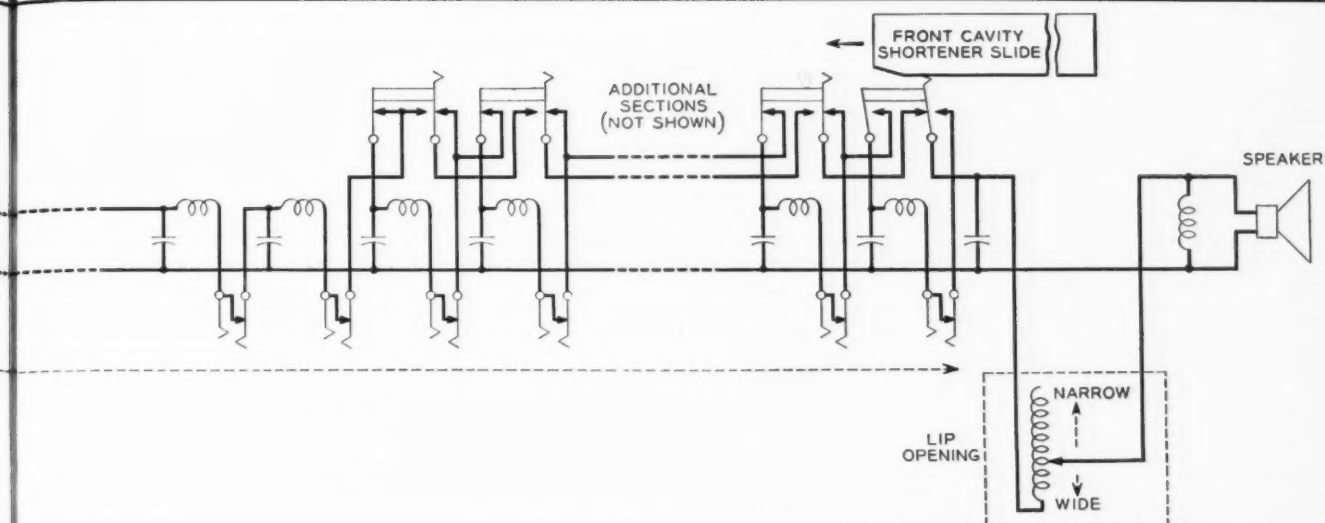 FRONT CAVITY
SHORTENER SLIDE
ADDITIONAL
SECTIONS
(NOT SHOWN)
SPEAKER
NARROW
LIP
OPENING
WIDE